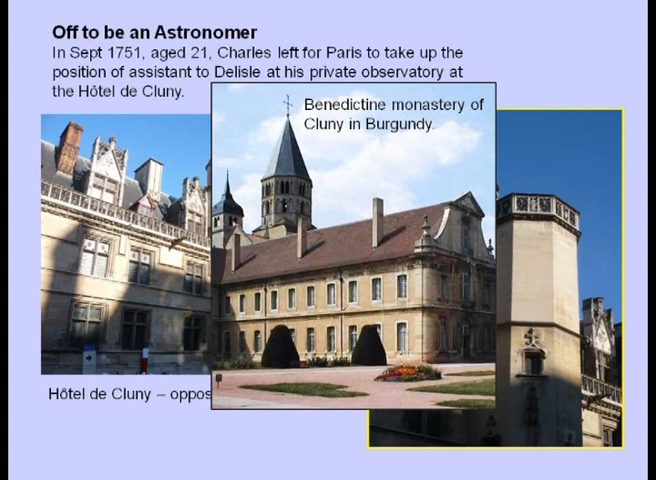 Off to be an Astronomer
In Sept 1751, aged 21, Charles left for Paris to take up the
position of assistant to Delisle at his private observatory at
the Hôtel de Cluny.
Benedictine monastery of
Cluny in Burgundy.
Hôtel de Cluny – oppos